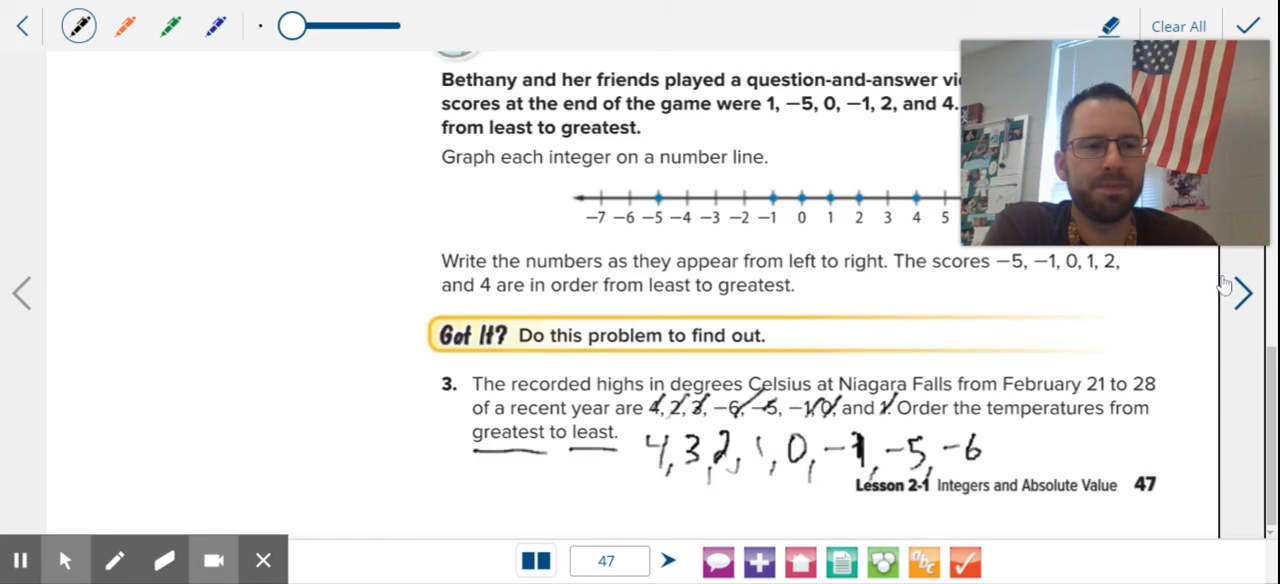 Clear All
Bethany and her friends played a question-and-answer vi
scores at the end of the game were 1, −5, 0, −1, 2, and 4.
from least to greatest.
Graph each integer on a number line.
−7 −6 −5 −4 −3 −2 −1 0 1 2 3 4 5
Write the numbers as they appear from left to right. The scores −5, −1, 0, 1, 2,
and 4 are in order from least to greatest.
Got It? Do this problem to find out.
3. The recorded highs in degrees Celsius at Niagara Falls from February 21 to 28
of a recent year are 4, 2, 3, −6, −5, −1, 0, and 1. Order the temperatures from
greatest to least.
4, 3, 2, 1, 0, -1, -5, -6
Lesson 2-1 Integers and Absolute Value 47
47
abc